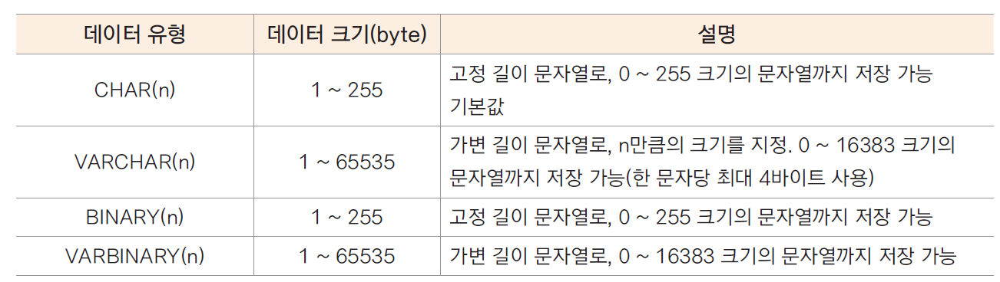 데이터 유형 데이터 크기(byte) 설명
CHAR(n) 1 ~ 255 고정 길이 문자열로, 0 ~ 255 크기의 문자열까지 저장 가능
기본값
VARCHAR(n) 1 ~ 65535 가변 길이 문자열로, n만큼의 크기를 지정. 0 ~ 16383 크기의
문자열까지 저장 가능(한 문자당 최대 4바이트 사용)
BINARY(n) 1 ~ 255 고정 길이 문자열로, 0 ~ 255 크기의 문자열까지 저장 가능
VARBINARY(n) 1 ~ 65535 가변 길이 문자열로, 0 ~ 16383 크기의 문자열까지 저장 가능